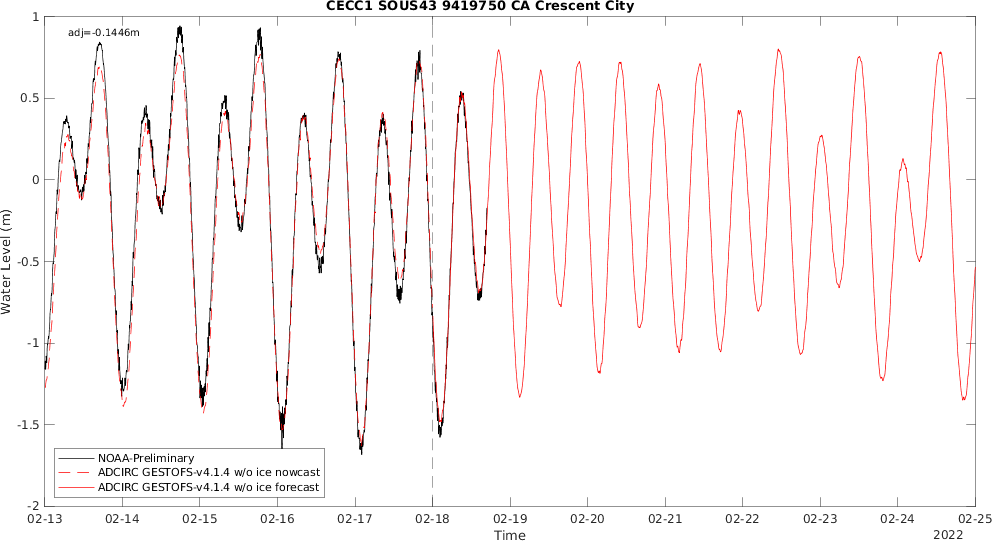 CECC1 SOUS43 9419750 CA Crescent City
adj=-0.1446m
1
0.5
0
-0.5
-1
-1.5
-2
Water Level (m)
NOAA-Preliminary
ADCIRC GESTOFS-v4.1.4 w/o ice nowcast
ADCIRC GESTOFS-v4.1.4 w/o ice forecast
02-13 02-14 02-15 02-16 02-17 02-18 02-19 02-20 02-21 02-22 02-23 02-24 02-25
Time
2022